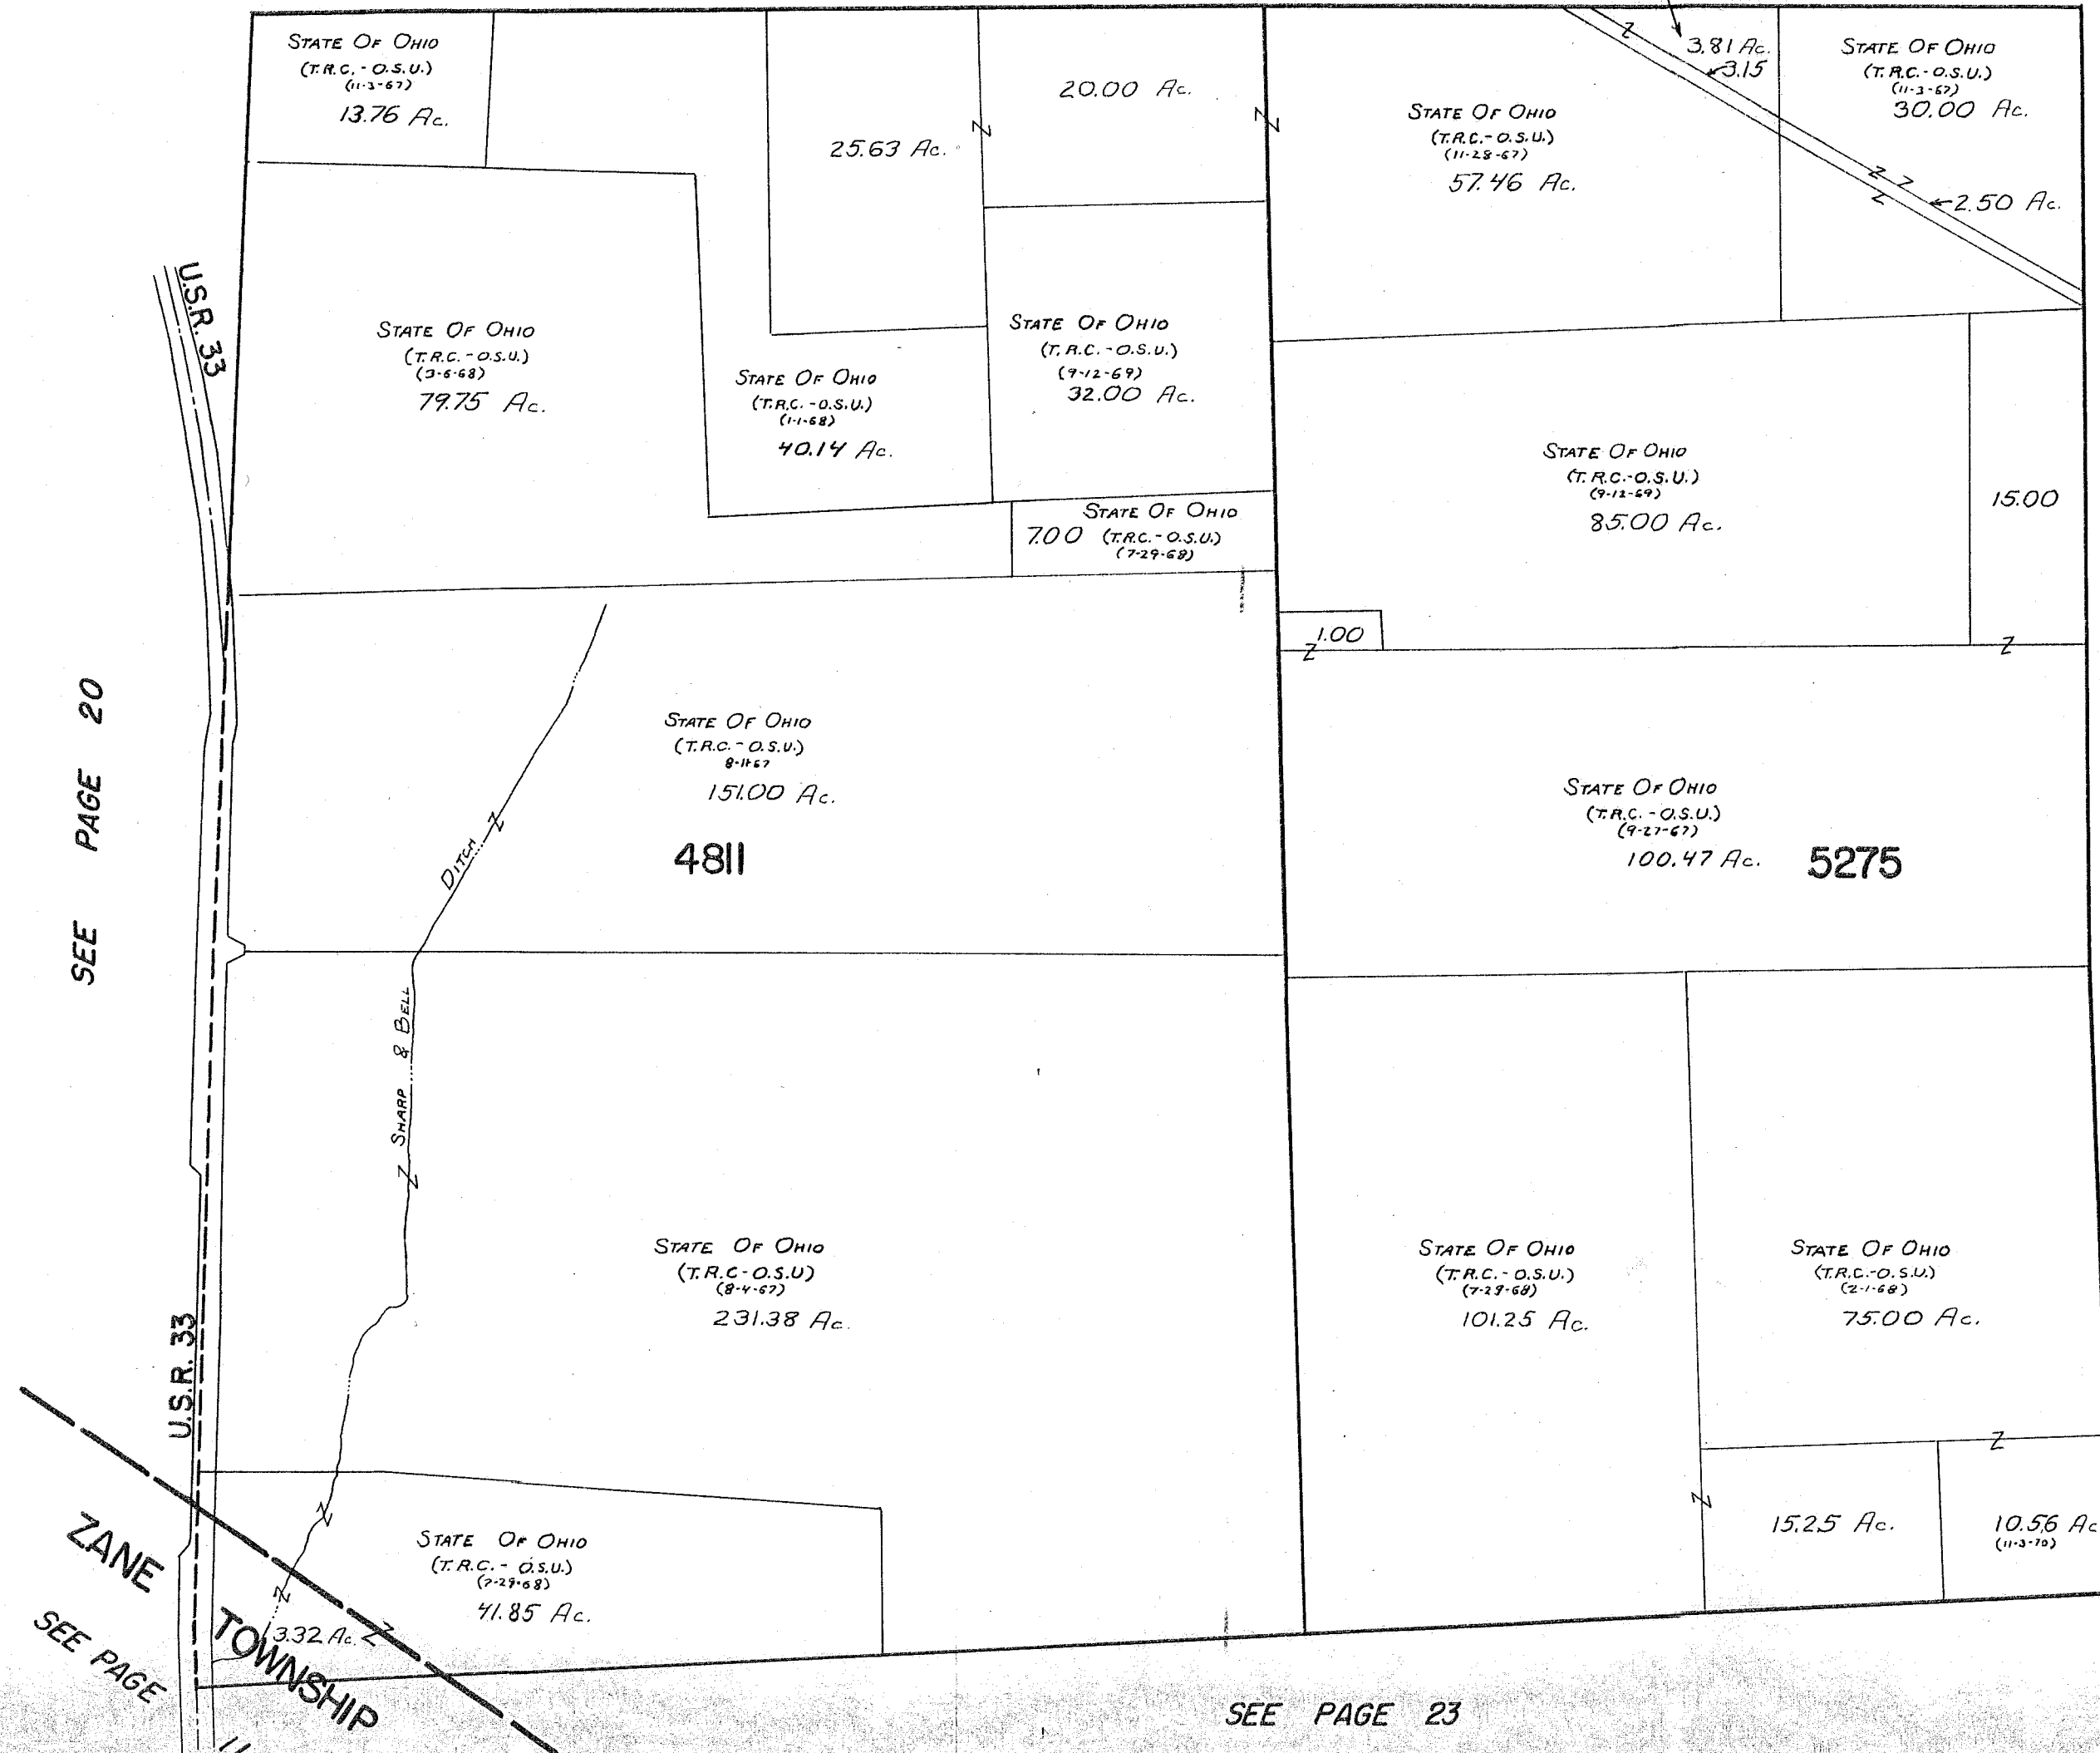 STATE OF OHIO
(T.R.C. - O.S.U.)
(11-3-67)
13.76 Ac.
25.63 Ac.
20.00 Ac.
STATE OF OHIO
(T.R.C. - O.S.U.)
(11-28-67)
57.46 Ac.
3.81 Ac.
3.15
STATE OF OHIO
(T.R.C. - O.S.U.)
(11-3-67)
30.00 Ac.
2.50 Ac.
U.S.R. 33
STATE OF OHIO
(T.R.C. - O.S.U.)
(3-6-68)
79.75 Ac.
STATE OF OHIO
(T.R.C. - O.S.U.)
(1-1-68)
40.14 Ac.
STATE OF OHIO
(T.R.C. - O.S.U.)
(9-12-69)
32.00 Ac.
STATE OF OHIO
7.00 (T.R.C. - O.S.U.)
(7-29-68)
STATE OF OHIO
(T.R.C. - O.S.U.)
(9-12-69)
85.00 Ac.
15.00
1.00
SEE PAGE 20
STATE OF OHIO
(T.R.C. - O.S.U.)
151.00 Ac.
4811
DITCH
SHARP & BELL
STATE OF OHIO
(T.R.C. - O.S.U.)
(9-27-67)
100.47 Ac.
5275
STATE OF OHIO
(T.R.C - O.S.U)
(8-4-67)
231.38 Ac.
STATE OF OHIO
(T.R.C. - O.S.U.)
(7-29-68)
101.25 Ac.
STATE OF OHIO
(T.R.C. - O.S.U.)
(2-1-68)
75.00 Ac.
U.S.R. 33
15.25 Ac.
10.56 Ac
(11-3-70)
STATE OF OHIO
(T.R.C. - O.S.U.)
(7-29-68)
41.85 Ac.
3.32 Ac.
ZANE TOWNSHIP
SEE PAGE
SEE PAGE 23